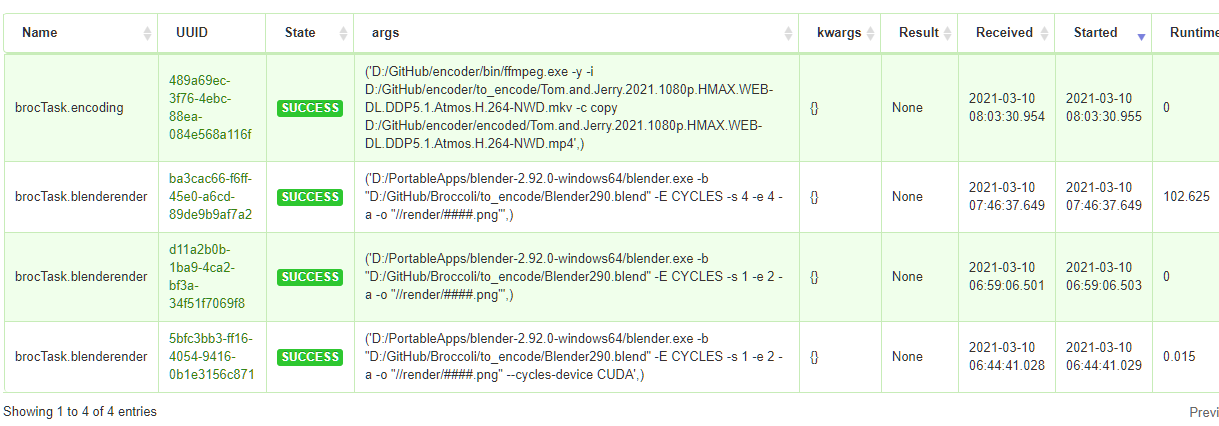 Name UUID State args kwargs Result Received Started Runtime
brocTask.encoding
489a69ec-
3f76-4ebc-
88ea-
084e568a116f
SUCCESS
('D:/GitHub/encoder/bin/ffmpeg.exe -y -i
D:/GitHub/encoder/to_encode/Tom.and.Jerry.2021.1080p.HMAX.WEB-
DL.DDP5.1.Atmos.H.264-NWD.mkv -c copy
D:/GitHub/encoder/encoded/Tom.and.Jerry.2021.1080p.HMAX.WEB-
DL.DDP5.1.Atmos.H.264-NWD.mp4',)
{}
None
2021-03-10
08:03:30.954
2021-03-10
08:03:30.955
0
brocTask.blenderender
ba3cac66-f6ff-
45e0-a6cd-
89de9b9af7a2
SUCCESS
('D:/PortableApps/blender-2.92.0-windows64/blender.exe -b
"D:/GitHub/Broccoli/to_encode/Blender290.blend" -E CYCLES -s 4 -e 4 -
a -o "//render/####.png"',)
{}
None
2021-03-10
07:46:37.649
2021-03-10
07:46:37.649
102.625
brocTask.blenderender
d11a2b0b-
1ba9-4ca2-
bf3a-
34f51f7069f8
SUCCESS
('D:/PortableApps/blender-2.92.0-windows64/blender.exe -b
"D:/GitHub/Broccoli/to_encode/Blender290.blend" -E CYCLES -s 1 -e 2 -
a -o "//render/####.png"',)
{}
None
2021-03-10
06:59:06.501
2021-03-10
06:59:06.503
0
brocTask.blenderender
5bfc3bb3-ff16-
4054-9416-
0b1e3156c871
SUCCESS
('D:/PortableApps/blender-2.92.0-windows64/blender.exe -b
"D:/GitHub/Broccoli/to_encode/Blender290.blend" -E CYCLES -s 1 -e 2 -
a -o "//render/####.png" --cycles-device CUDA',)
{}
None
2021-03-10
06:44:41.028
2021-03-10
06:44:41.029
0.015
Showing 1 to 4 of 4 entries
Previ